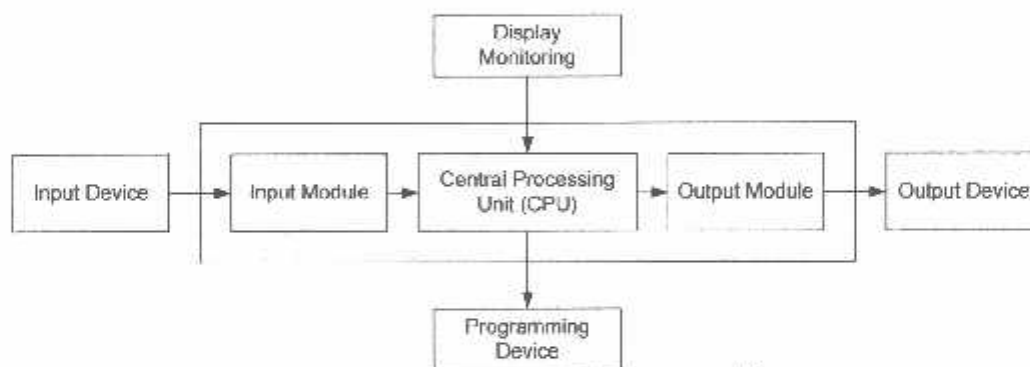 Display
Monitoring
Input Device
Input Module
Central Processing
Unit (CPU)
Output Module
Output Device
Programming
Device